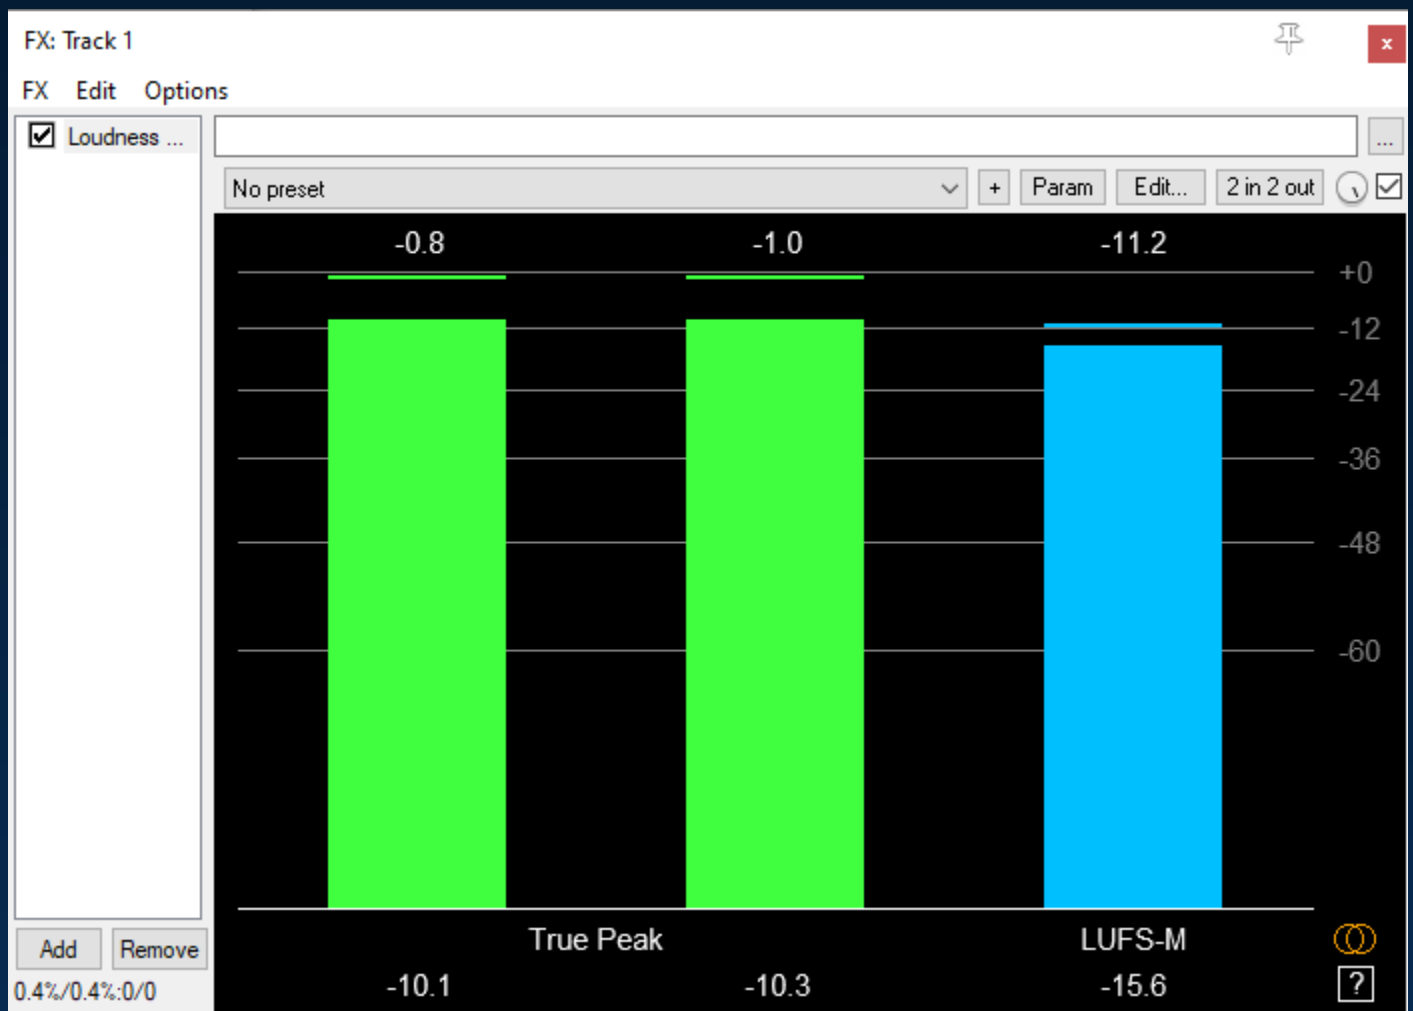 FX: Track 1
x
FX Edit Options
Loudness ...
...
No preset
+ Param Edit... 2 in 2 out
-0.8 -1.0 -11.2
+0
-12
-24
-36
-48
-60
True Peak LUFS-M
-10.1 -10.3 -15.6
?
Add Remove
0.4%/0.4%:0/0